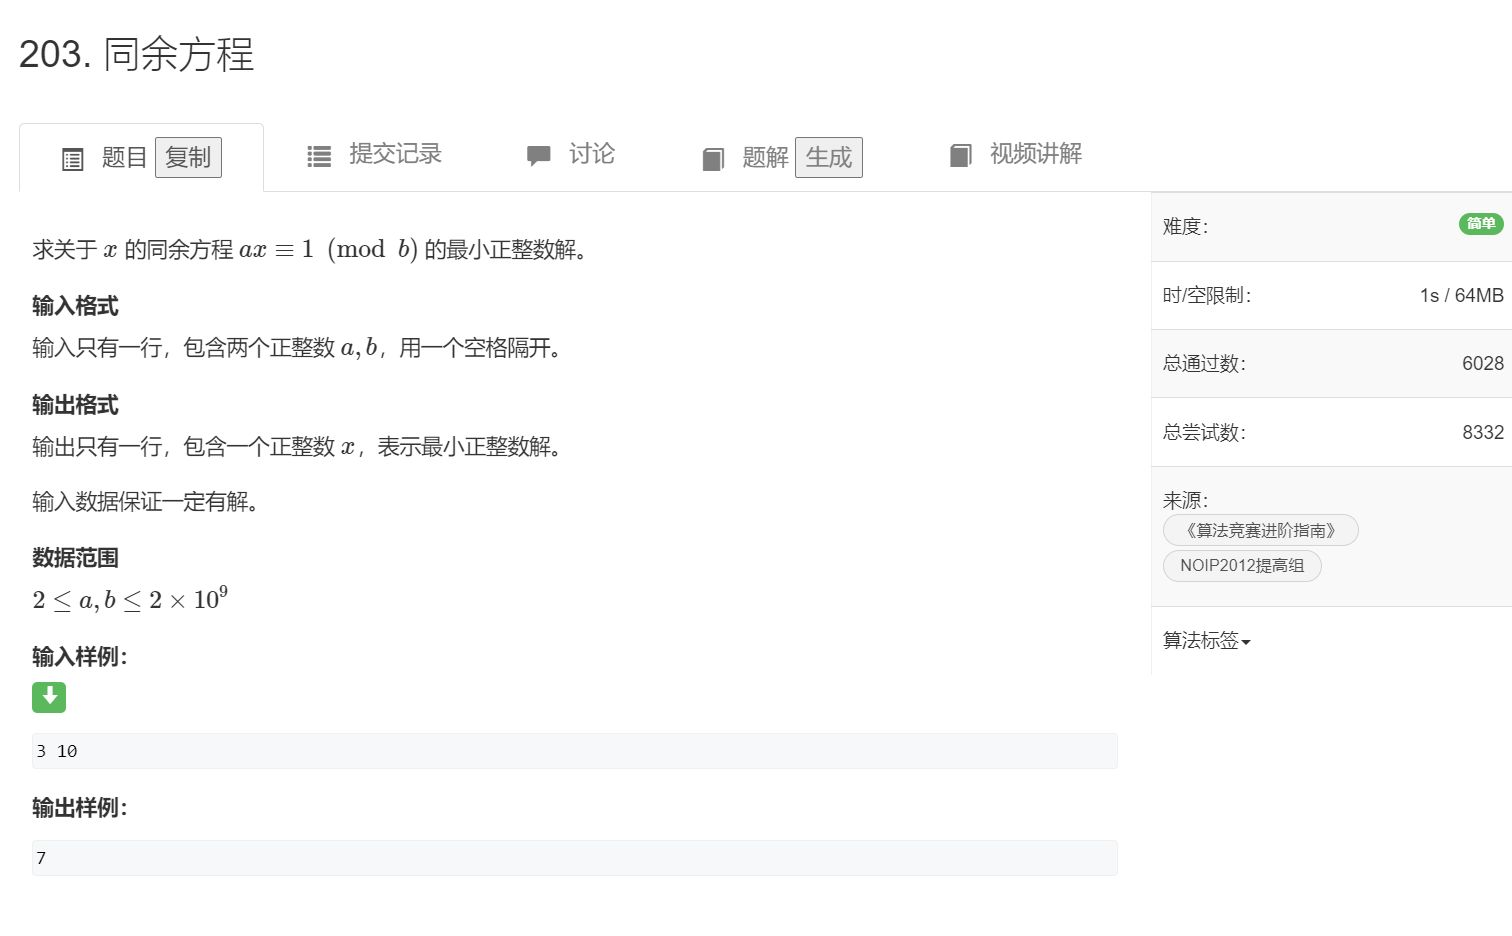 203. 同余方程
题目 复制 提交记录 讨论 题解 生成 视频讲解
求关于 x 的同余方程 ax ≡ 1 (mod b) 的最小正整数解。
输入格式
输入只有一行，包含两个正整数 a, b，用一个空格隔开。
输出格式
输出只有一行，包含一个正整数 x，表示最小正整数解。
输入数据保证一定有解。
数据范围
2 ≤ a, b ≤ 2 × 10⁹
输入样例：
3 10
输出样例：
7
难度： 简单
时/空限制： 1s / 64MB
总通过数： 6028
总尝试数： 8332
来源：
《算法竞赛进阶指南》
NOIP2012提高组
算法标签